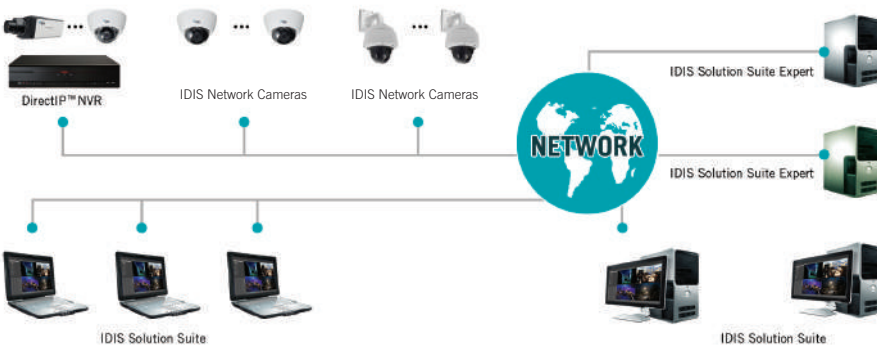 DirectIP™ NVR
IDIS Network Cameras
IDIS Network Cameras
IDIS Solution Suite Expert
NETWORK
IDIS Solution Suite Expert
IDIS Solution Suite
IDIS Solution Suite